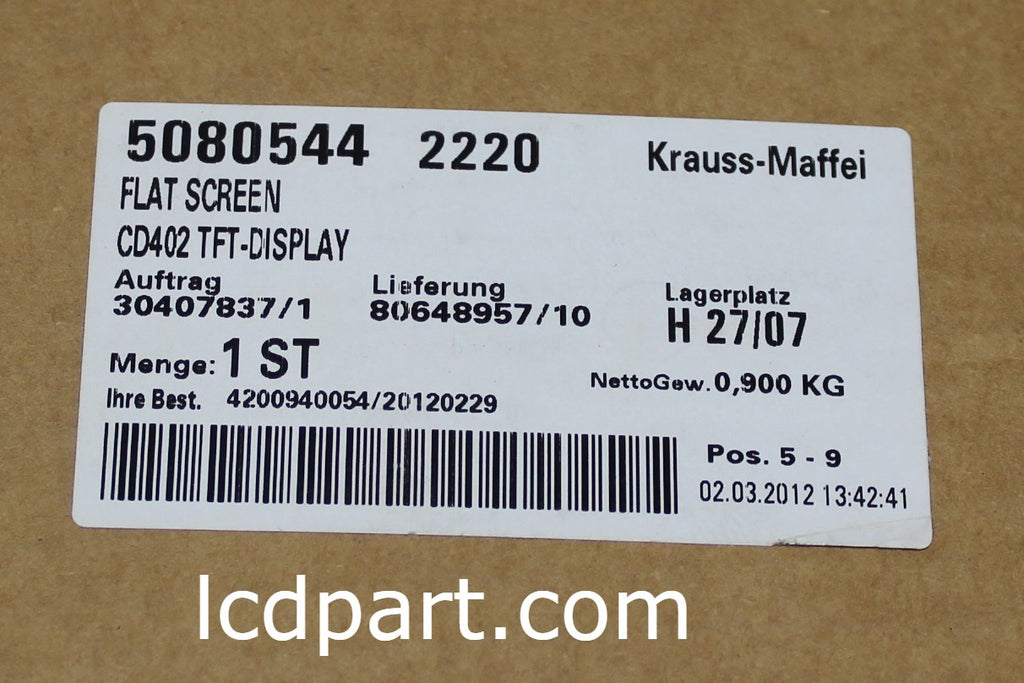 5080544 2220 Krauss-Maffei
FLAT SCREEN
CD402 TFT-DISPLAY
Auftrag Lieferung Lagerplatz
30407837/1 80648957/10 H 27/07
Menge: 1 ST NettoGew. 0,900 KG
Ihre Best. 4200940054/20120229
Pos. 5 - 9
02.03.2012 13:42:41
lcdpart.com